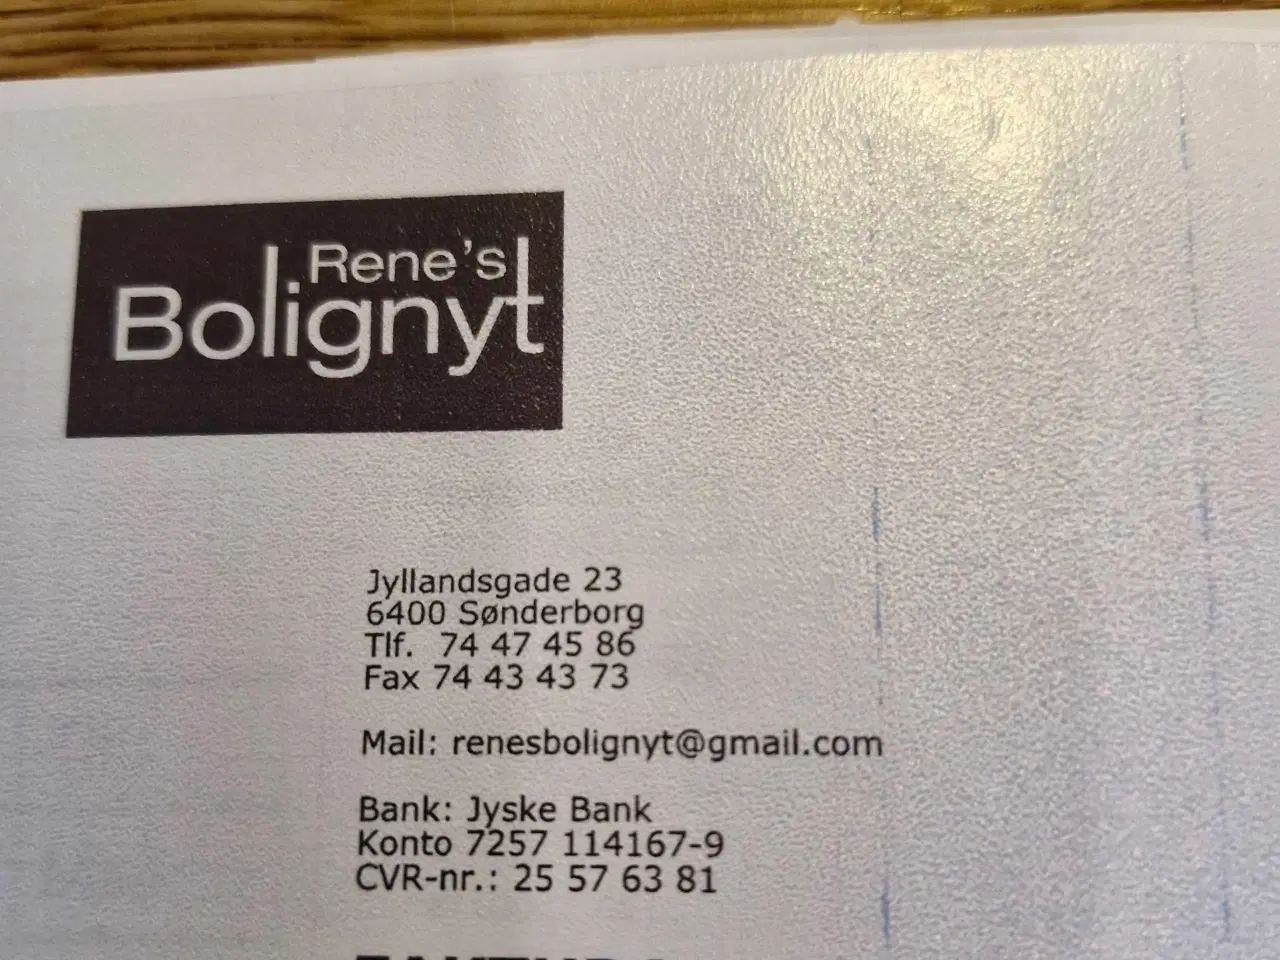 Rene's
Bolignyt
Jyllandsgade 23
6400 Sønderborg
Tlf. 74 47 45 86
Fax 74 43 43 73
Mail: renesbolignyt@gmail.com
Bank: Jyske Bank
Konto 7257 114167-9
CVR-nr.: 25 57 63 81